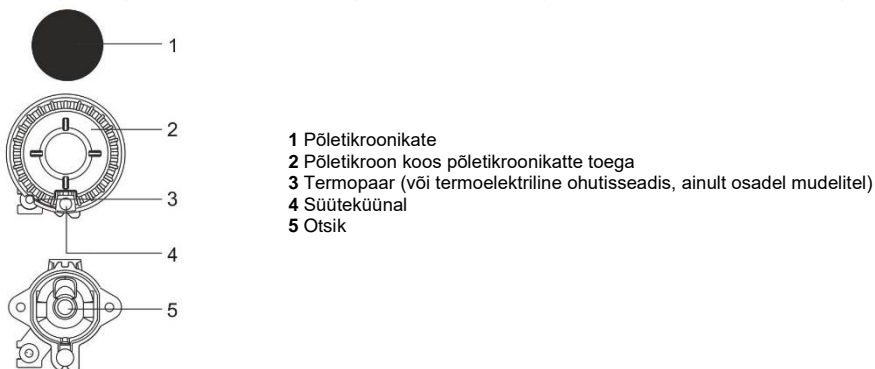 1
2
3
4
5
1 Põletikroonikate
2 Põletikroon koos põletikroonikatte toega
3 Termopaar (või termoelektriline ohutisseadis, ainult osadel mudelitel)
4 Süüteküünal
5 Otsik